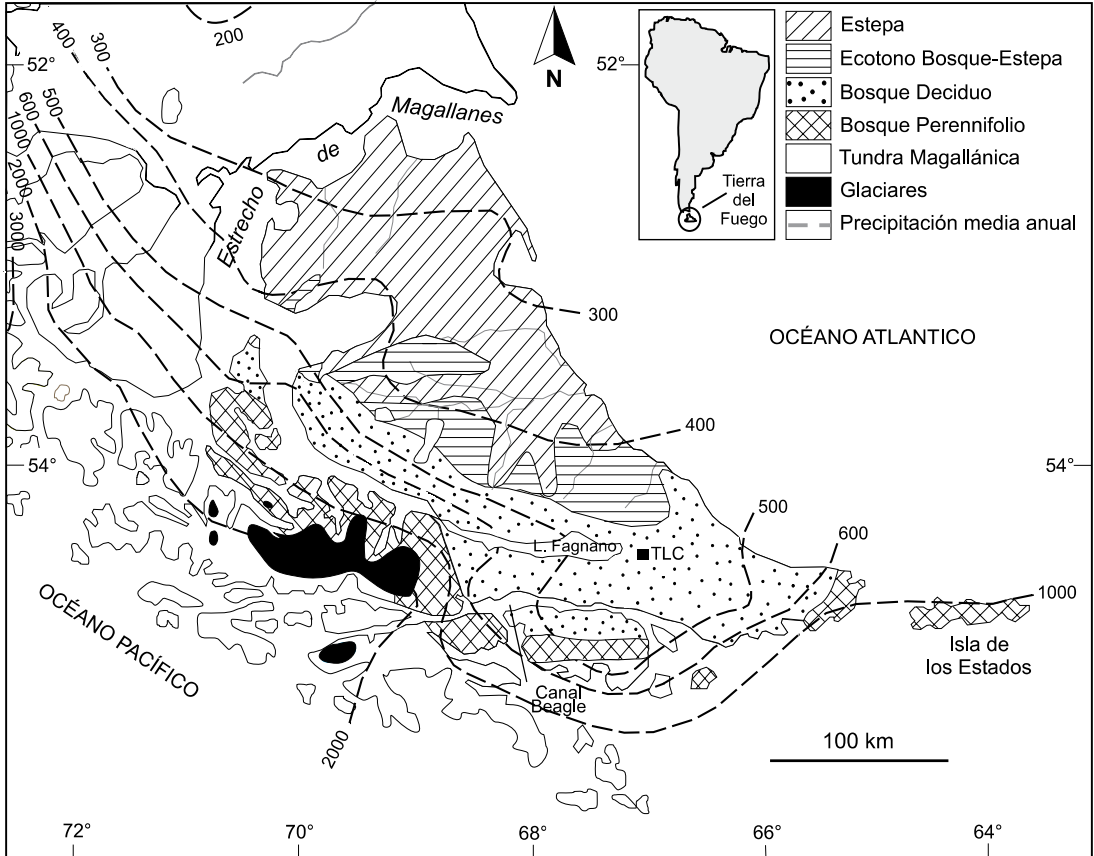 400
300
200
52°
N
52°
Estepa
Ecotono Bosque-Estepa
Bosque Deciduo
Bosque Perennifolio
Tundra Magallánica
Glaciares
Precipitación media anual
Tierra
del
Fuego
600
500
1000
2000
3000
Estrecho
de
Magallanes
300
OCÉANO ATLANTICO
400
54°
54°
500
600
L. Fagnano
TLC
1000
Isla de
los Estados
OCÉANO PACÍFICO
Canal
Beagle
2000
100 km
72°
70°
68°
66°
64°